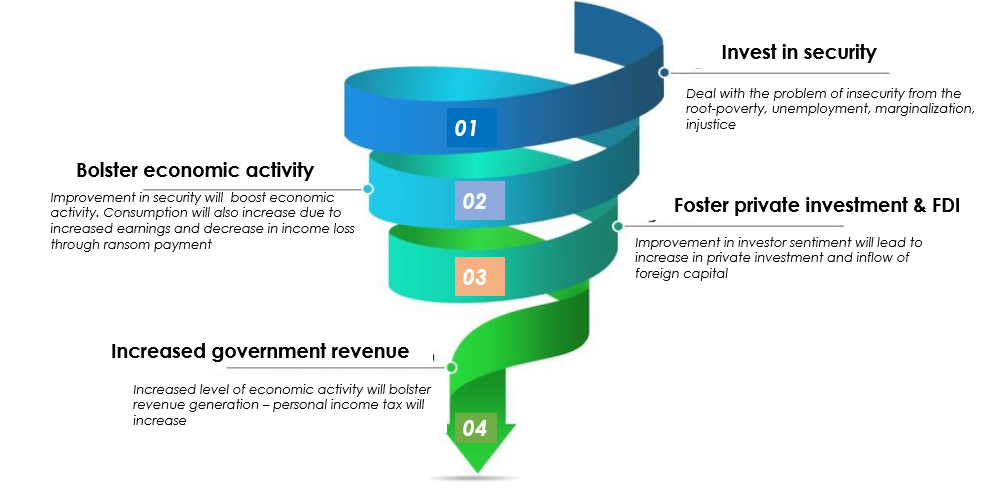 Invest in security
Deal with the problem of insecurity from the
root-poverty, unemployment, marginalization,
injustice
01
Bolster economic activity
Improvement in security will  boost economic
activity. Consumption will also increase due to
increased earnings and decrease in income loss
through ransom payment
02
Foster private investment & FDI
Improvement in investor sentiment will lead to
increase in private investment and inflow of
foreign capital
03
Increased government revenue
Increased level of economic activity will bolster
revenue generation – personal income tax will
increase
04